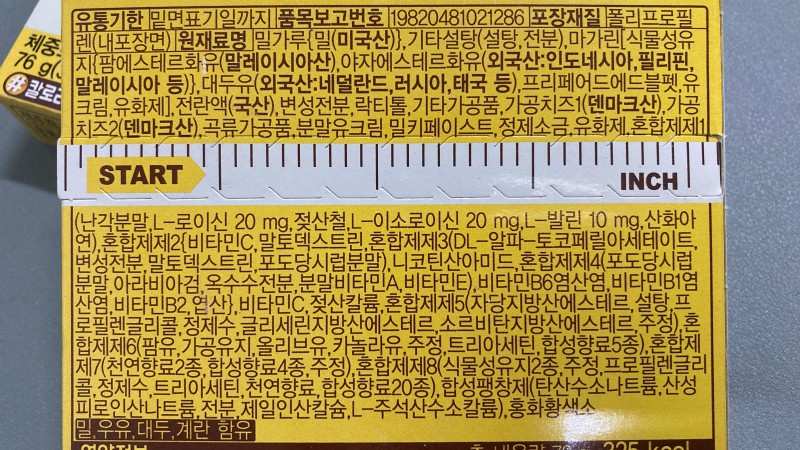 체중
76 g(
#칼로리
유통기한 밑면표기일까지 품목보고번호 19820481021286 포장재질 폴리프로필
렌(내포장면) 원재료명 밀가루{밀(미국산)},기타설탕(설탕,전분),마가린[식물성유
지{팜에스테르화유(말레이시아산),야자에스테르화유(외국산:인도네시아,필리핀,
말레이시아 등)},대두유(외국산:네덜란드,러시아,태국 등),프리페어드에드블펫,유
크림,유화제],전란액(국산),변성전분,락티톨,기타가공품,가공치즈1(덴마크산),가공
치즈2(덴마크산),곡류가공품,분말유크림,밀키페이스트,정제소금,유화제,혼합제제1
START
INCH
(난각분말,L-로이신 20 mg,젖산철,L-이소로이신 20 mg,L-발린 10 mg,산화아
연),혼합제제2{비타민C,말토덱스트린,혼합제제3(DL-알파-토코페릴아세테이트,
변성전분,말토덱스트린,포도당시럽분말),니코틴산아미드,혼합제제4(포도당시럽
분말,아라비아검,옥수수전분,분말비타민A,비타민E),비타민B6염산염,비타민B1염
산염,비타민B2,염산},비타민C,젖산칼륨,혼합제제5(자당지방산에스테르,설탕,프
로필렌글리콜,정제수,글리세린지방산에스테르,소르비탄지방산에스테르,주정),혼
합제제6(팜유,가공유지,올리브유,카놀라유,주정,트리아세틴,합성향료5종),혼합제
제7(천연향료2종,합성향료4종,주정),혼합제제8(식물성유지2종,주정,프로필렌글리
콜,정제수,트리아세틴,천연향료,합성향료20종),합성팽창제(탄산수소나트륨,산성
피로인산나트륨,전분,제일인산칼슘,L-주석산수소칼륨),홍화황색소
밀,우유,대두,계란 함유
영양정보 총 내용량 76 325 kcal